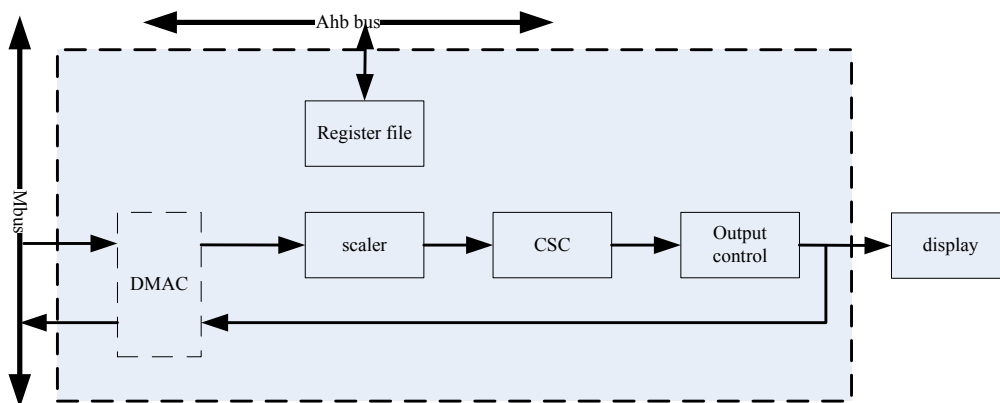 Ahb bus
Register file
Mbus
DMAC
scaler
CSC
Output
control
display